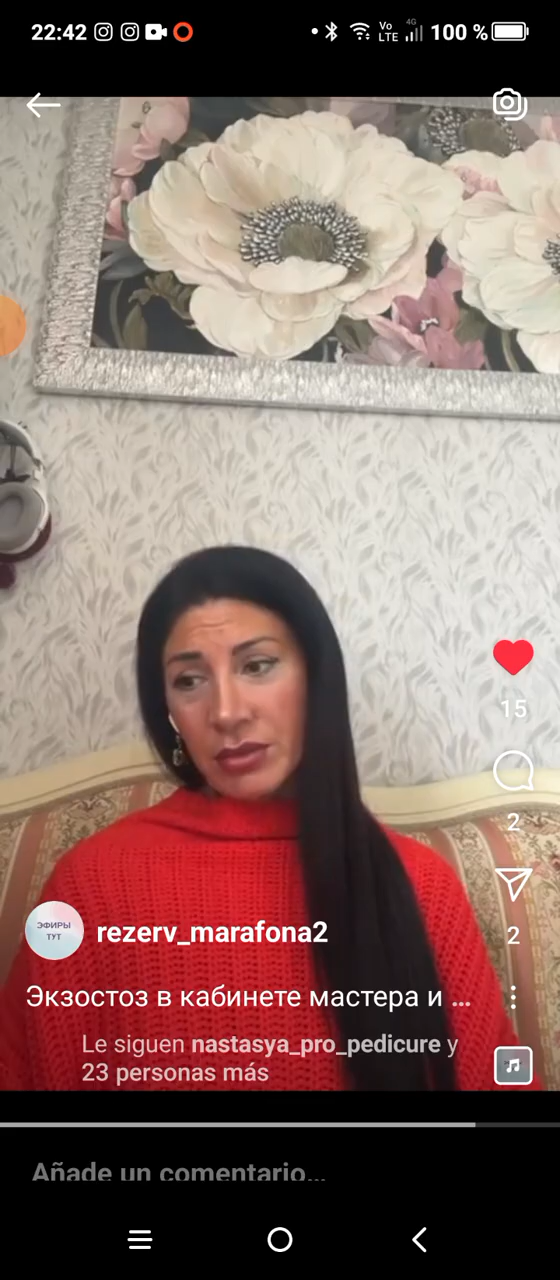 22:42
Vo
LTE
4G
100 %
15
2
2
ЭФИРЫ
ТУТ
rezerv_marafona2
Экзостоз в кабинете мастера и ...
Le siguen nastasya_pro_pedicure y
23 personas más
Añade un comentario...